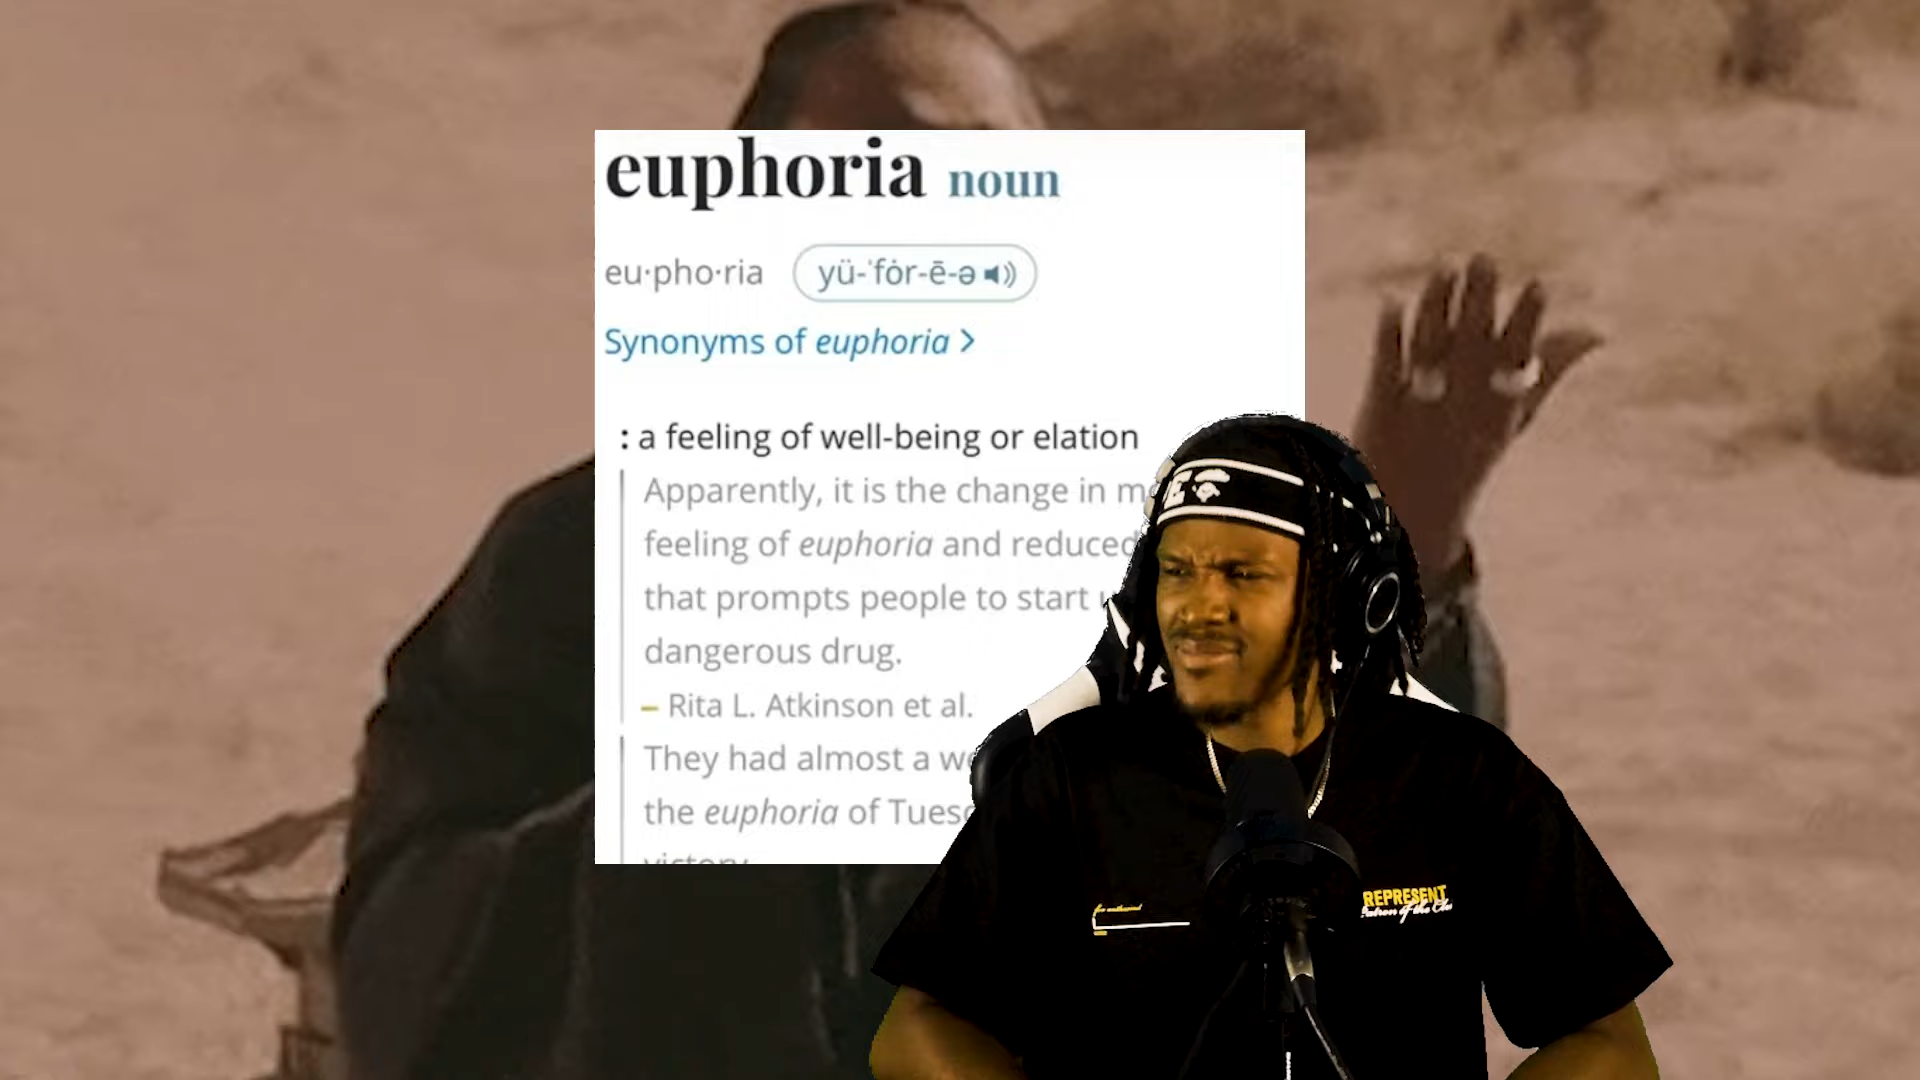 euphoria noun
eu·pho·ria yü-ˈfȯr-ē-ə
Synonyms of euphoria >
: a feeling of well-being or elation
Apparently, it is the change in
feeling of euphoria and reduced
that prompts people to start
dangerous drug.
– Rita L. Atkinson et al.
They had almost a
the euphoria of
victory
REPRESENT